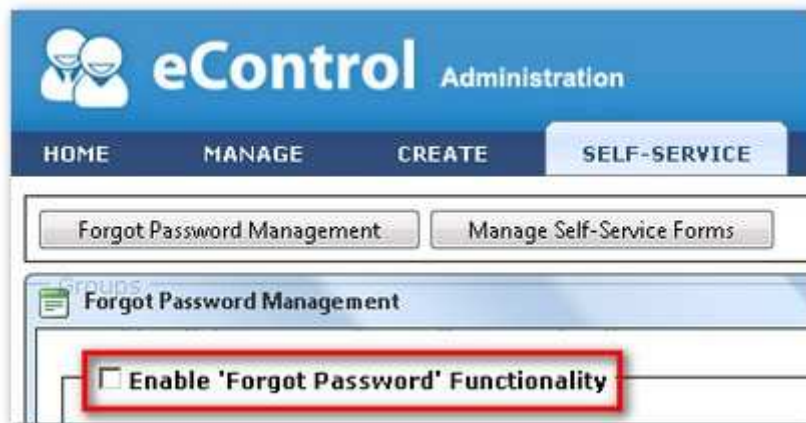 eControl Administration
HOME MANAGE CREATE SELF-SERVICE
Forgot Password Management Manage Self-Service Forms
Groups
Forgot Password Management
Enable 'Forgot Password' Functionality